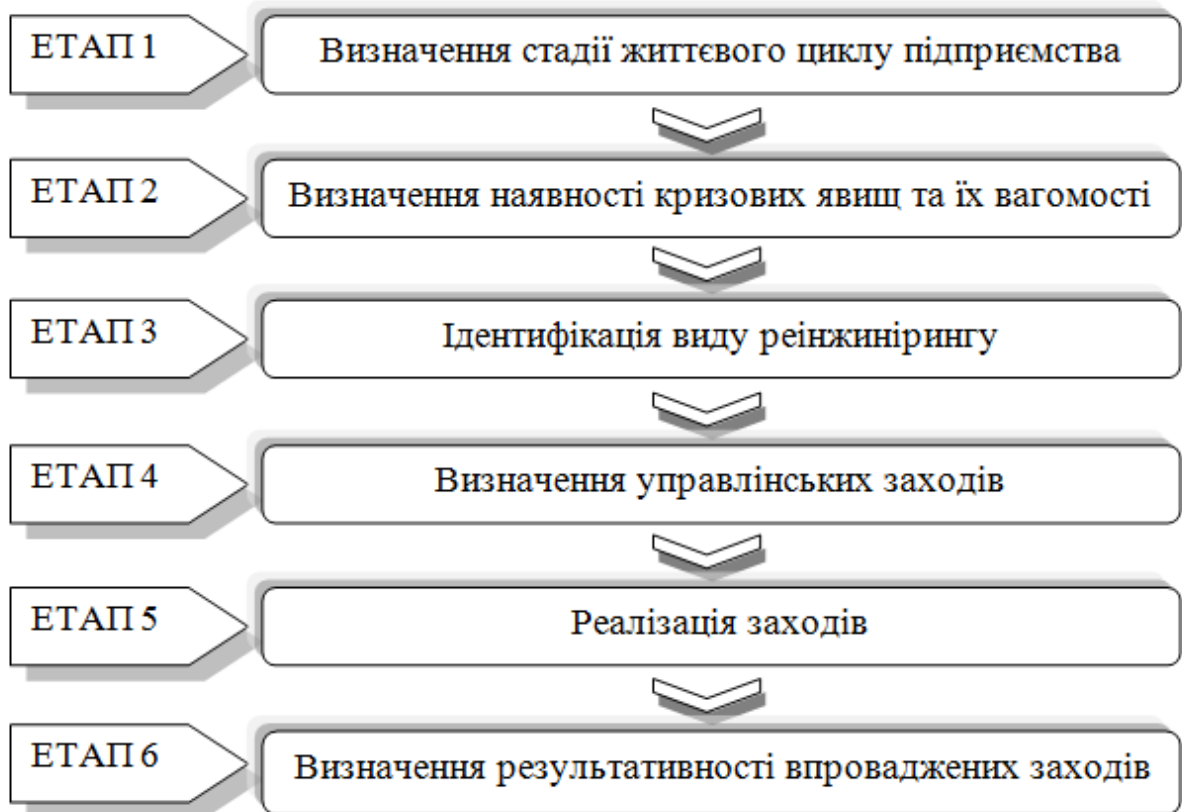 ЕТАП 1
Визначення стадії життєвого циклу підприємства
ЕТАП 2
Визначення наявності кризових явищ та їх вагомості
ЕТАП 3
Ідентифікація виду реінжинірингу
ЕТАП 4
Визначення управлінських заходів
ЕТАП 5
Реалізація заходів
ЕТАП 6
Визначення результативності впроваджених заходів